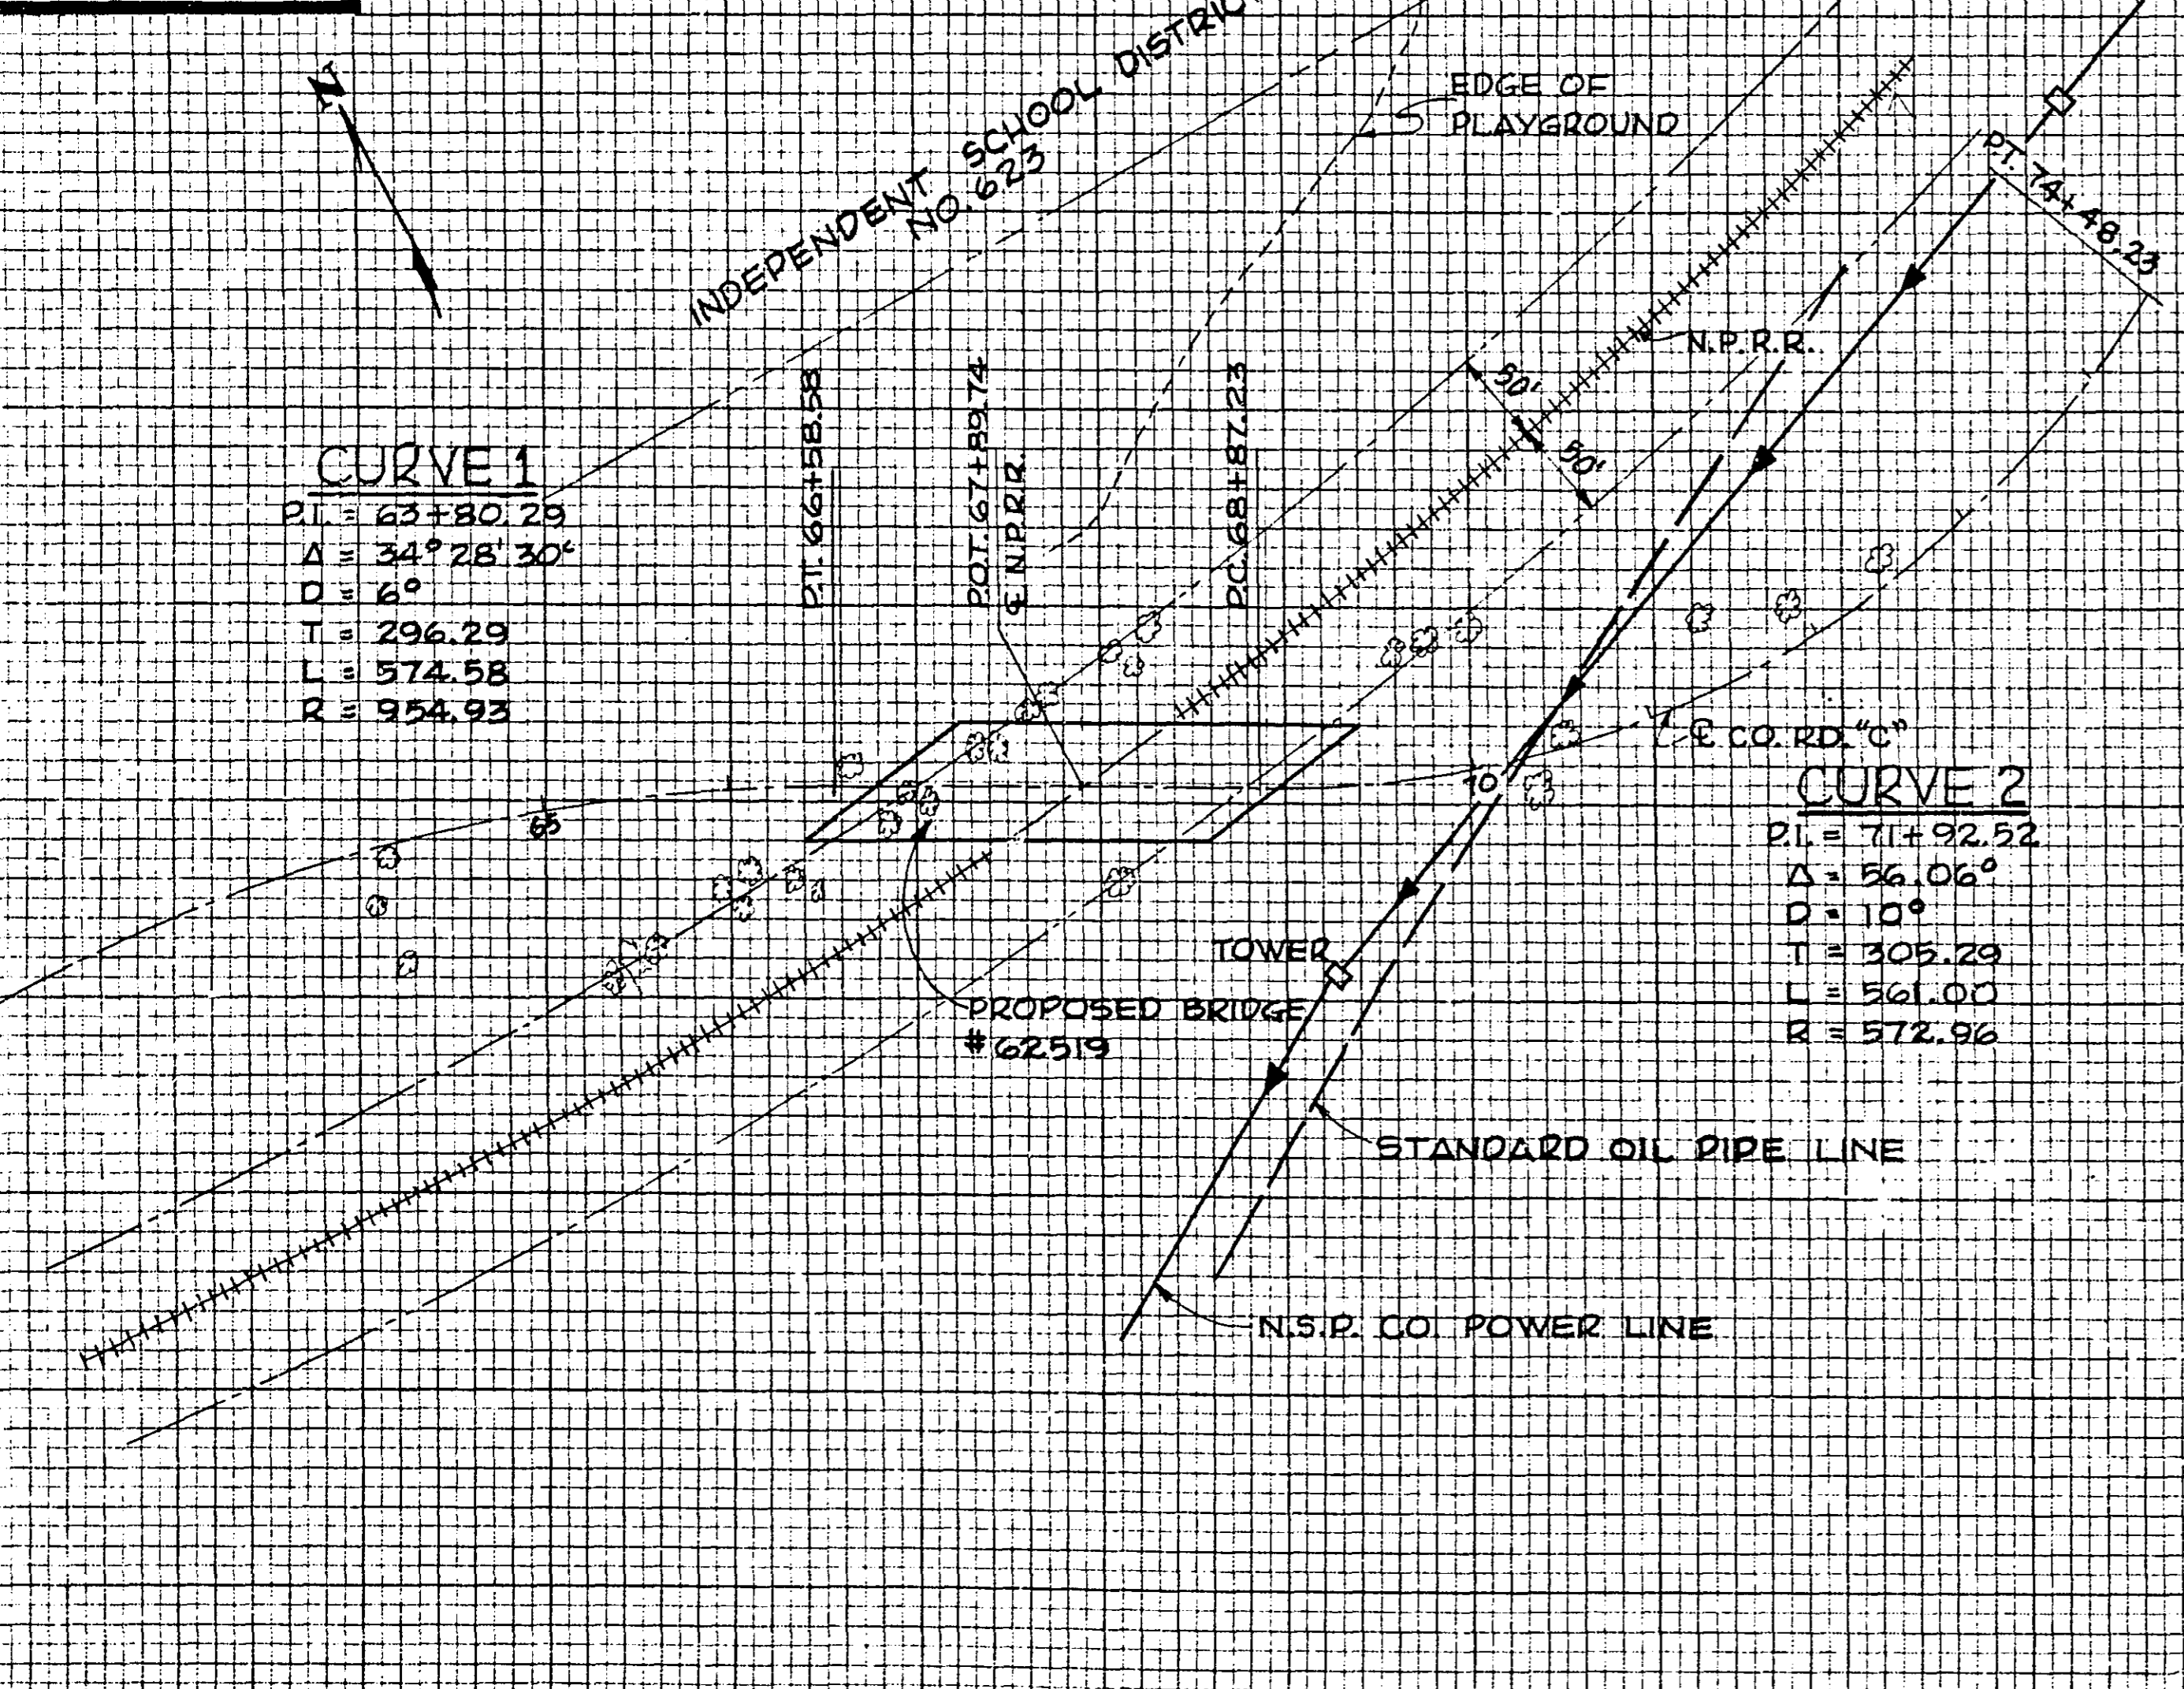 N
INDEPENDENT SCHOOL
NO. 623
EDGE OF
PLAYGROUND
P.T. 74+48.23
N.P.R.R.
50'
50'
P.T. 66+58.58
P.O.T. 67+89.74
℄ N.P.R.R.
P.C. 68+87.23
CURVE 1
P.I. = 63+80.29
Δ = 34° 28' 30"
D = 6°
T = 296.29
L = 574.58
R = 954.93
65
70
℄ CO. RD. "C"
CURVE 2
P.I. = 71+92.52
Δ = 56.06°
D = 10°
T = 305.29
L = 561.00
R = 572.96
TOWER
PROPOSED BRIDGE
# 62519
STANDARD OIL PIPE LINE
N.S.P. CO. POWER LINE